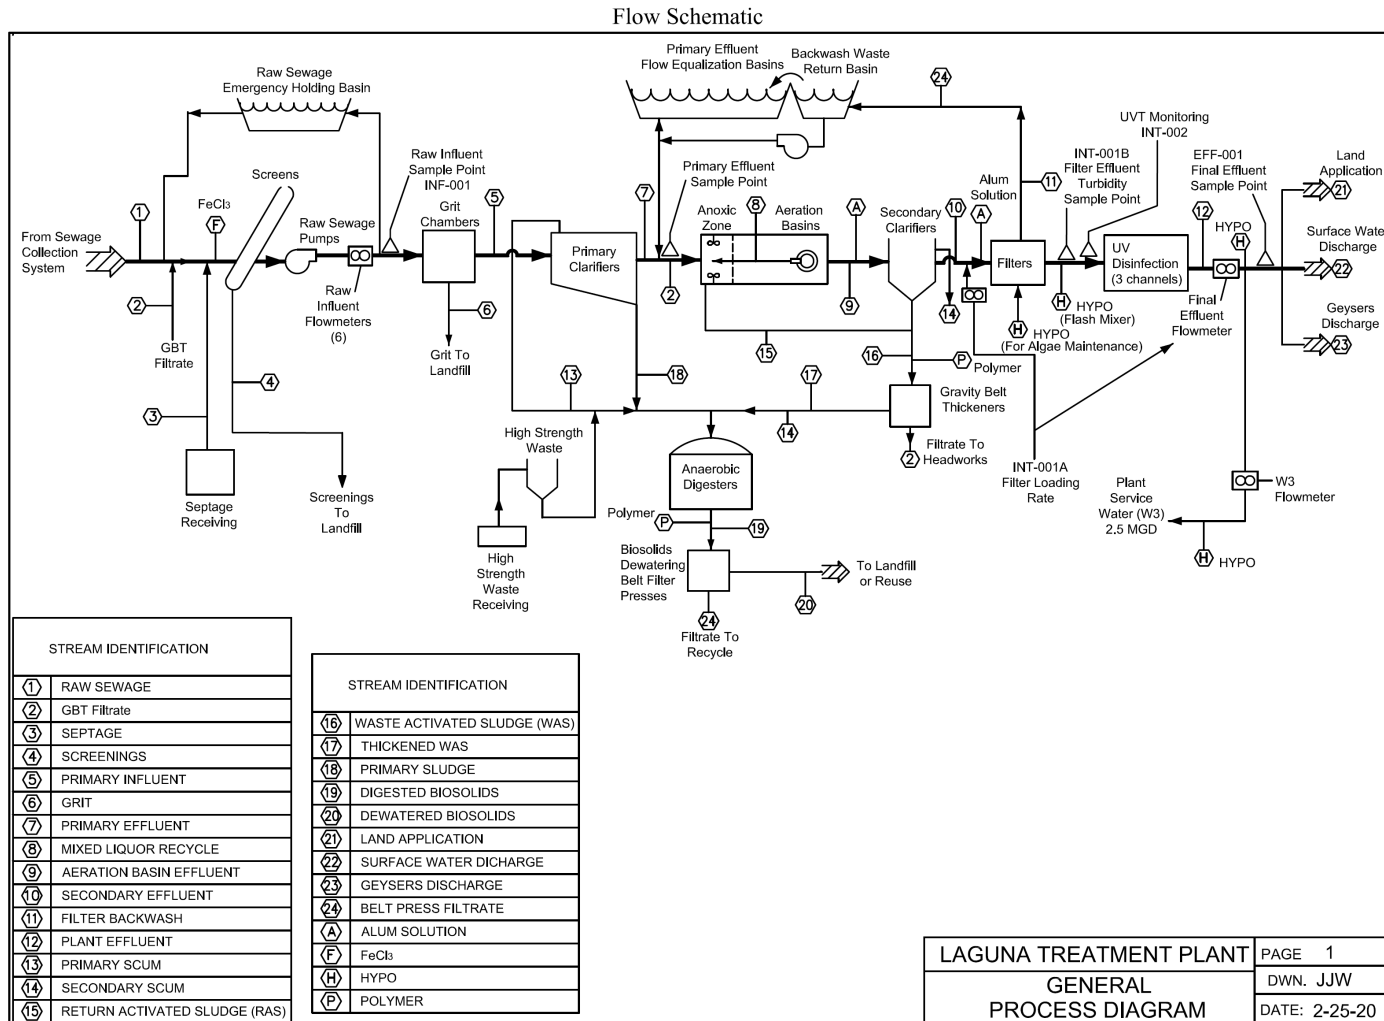 Flow Schematic
Primary Effluent
Flow Equalization Basins
Backwash Waste
Return Basin
24
Raw Sewage
Emergency Holding Basin
UVT Monitoring
INT-002
Raw Influent
Sample Point
INF-001
Primary Effluent
Sample Point
INT-001B
Filter Effluent
Turbidity
Sample Point
EFF-001
Final Effluent
Sample Point
Land
Application
21
Screens
FeCl3
F
1
Raw Sewage
Pumps
Grit
Chambers
5
7
Anoxic
Zone
8
Aeration
Basins
A
Secondary
Clarifiers
10
Alum
Solution
A
11
12
HYPO
H
From Sewage
Collection
System
Primary
Clarifiers
Filters
UV
Disinfection
(3 channels)
Surface Water
Discharge
22
2
GBT
Filtrate
Raw
Influent
Flowmeters
(6)
6
Grit To
Landfill
2
9
14
H
HYPO
(Flash Mixer)
H
HYPO
(For Algae Maintenance)
Final
Effluent
Flowmeter
Geysers
Discharge
23
15
16
P
Polymer
4
3
13
18
17
14
Gravity Belt
Thickeners
High Strength
Waste
Anaerobic
Digesters
Filtrate To
Headworks
2
INT-001A
Filter Loading
Rate
Plant
Service
Water (W3)
2.5 MGD
W3
Flowmeter
H
HYPO
Septage
Receiving
Screenings
To
Landfill
High
Strength
Waste
Receiving
Polymer
P
19
Biosolids
Dewatering
Belt Filter
Presses
To Landfill
or Reuse
20
24
Filtrate To
Recycle
STREAM IDENTIFICATION
1 RAW SEWAGE
2 GBT Filtrate
3 SEPTAGE
4 SCREENINGS
5 PRIMARY INFLUENT
6 GRIT
7 PRIMARY EFFLUENT
8 MIXED LIQUOR RECYCLE
9 AERATION BASIN EFFLUENT
10 SECONDARY EFFLUENT
11 FILTER BACKWASH
12 PLANT EFFLUENT
13 PRIMARY SCUM
14 SECONDARY SCUM
15 RETURN ACTIVATED SLUDGE (RAS)
STREAM IDENTIFICATION
16 WASTE ACTIVATED SLUDGE (WAS)
17 THICKENED WAS
18 PRIMARY SLUDGE
19 DIGESTED BIOSOLIDS
20 DEWATERED BIOSOLIDS
21 LAND APPLICATION
22 SURFACE WATER DICHARGE
23 GEYSERS DISCHARGE
24 BELT PRESS FILTRATE
A ALUM SOLUTION
F FeCl3
H HYPO
P POLYMER
LAGUNA TREATMENT PLANT
GENERAL
PROCESS DIAGRAM
PAGE 1
DWN. JJW
DATE: 2-25-20